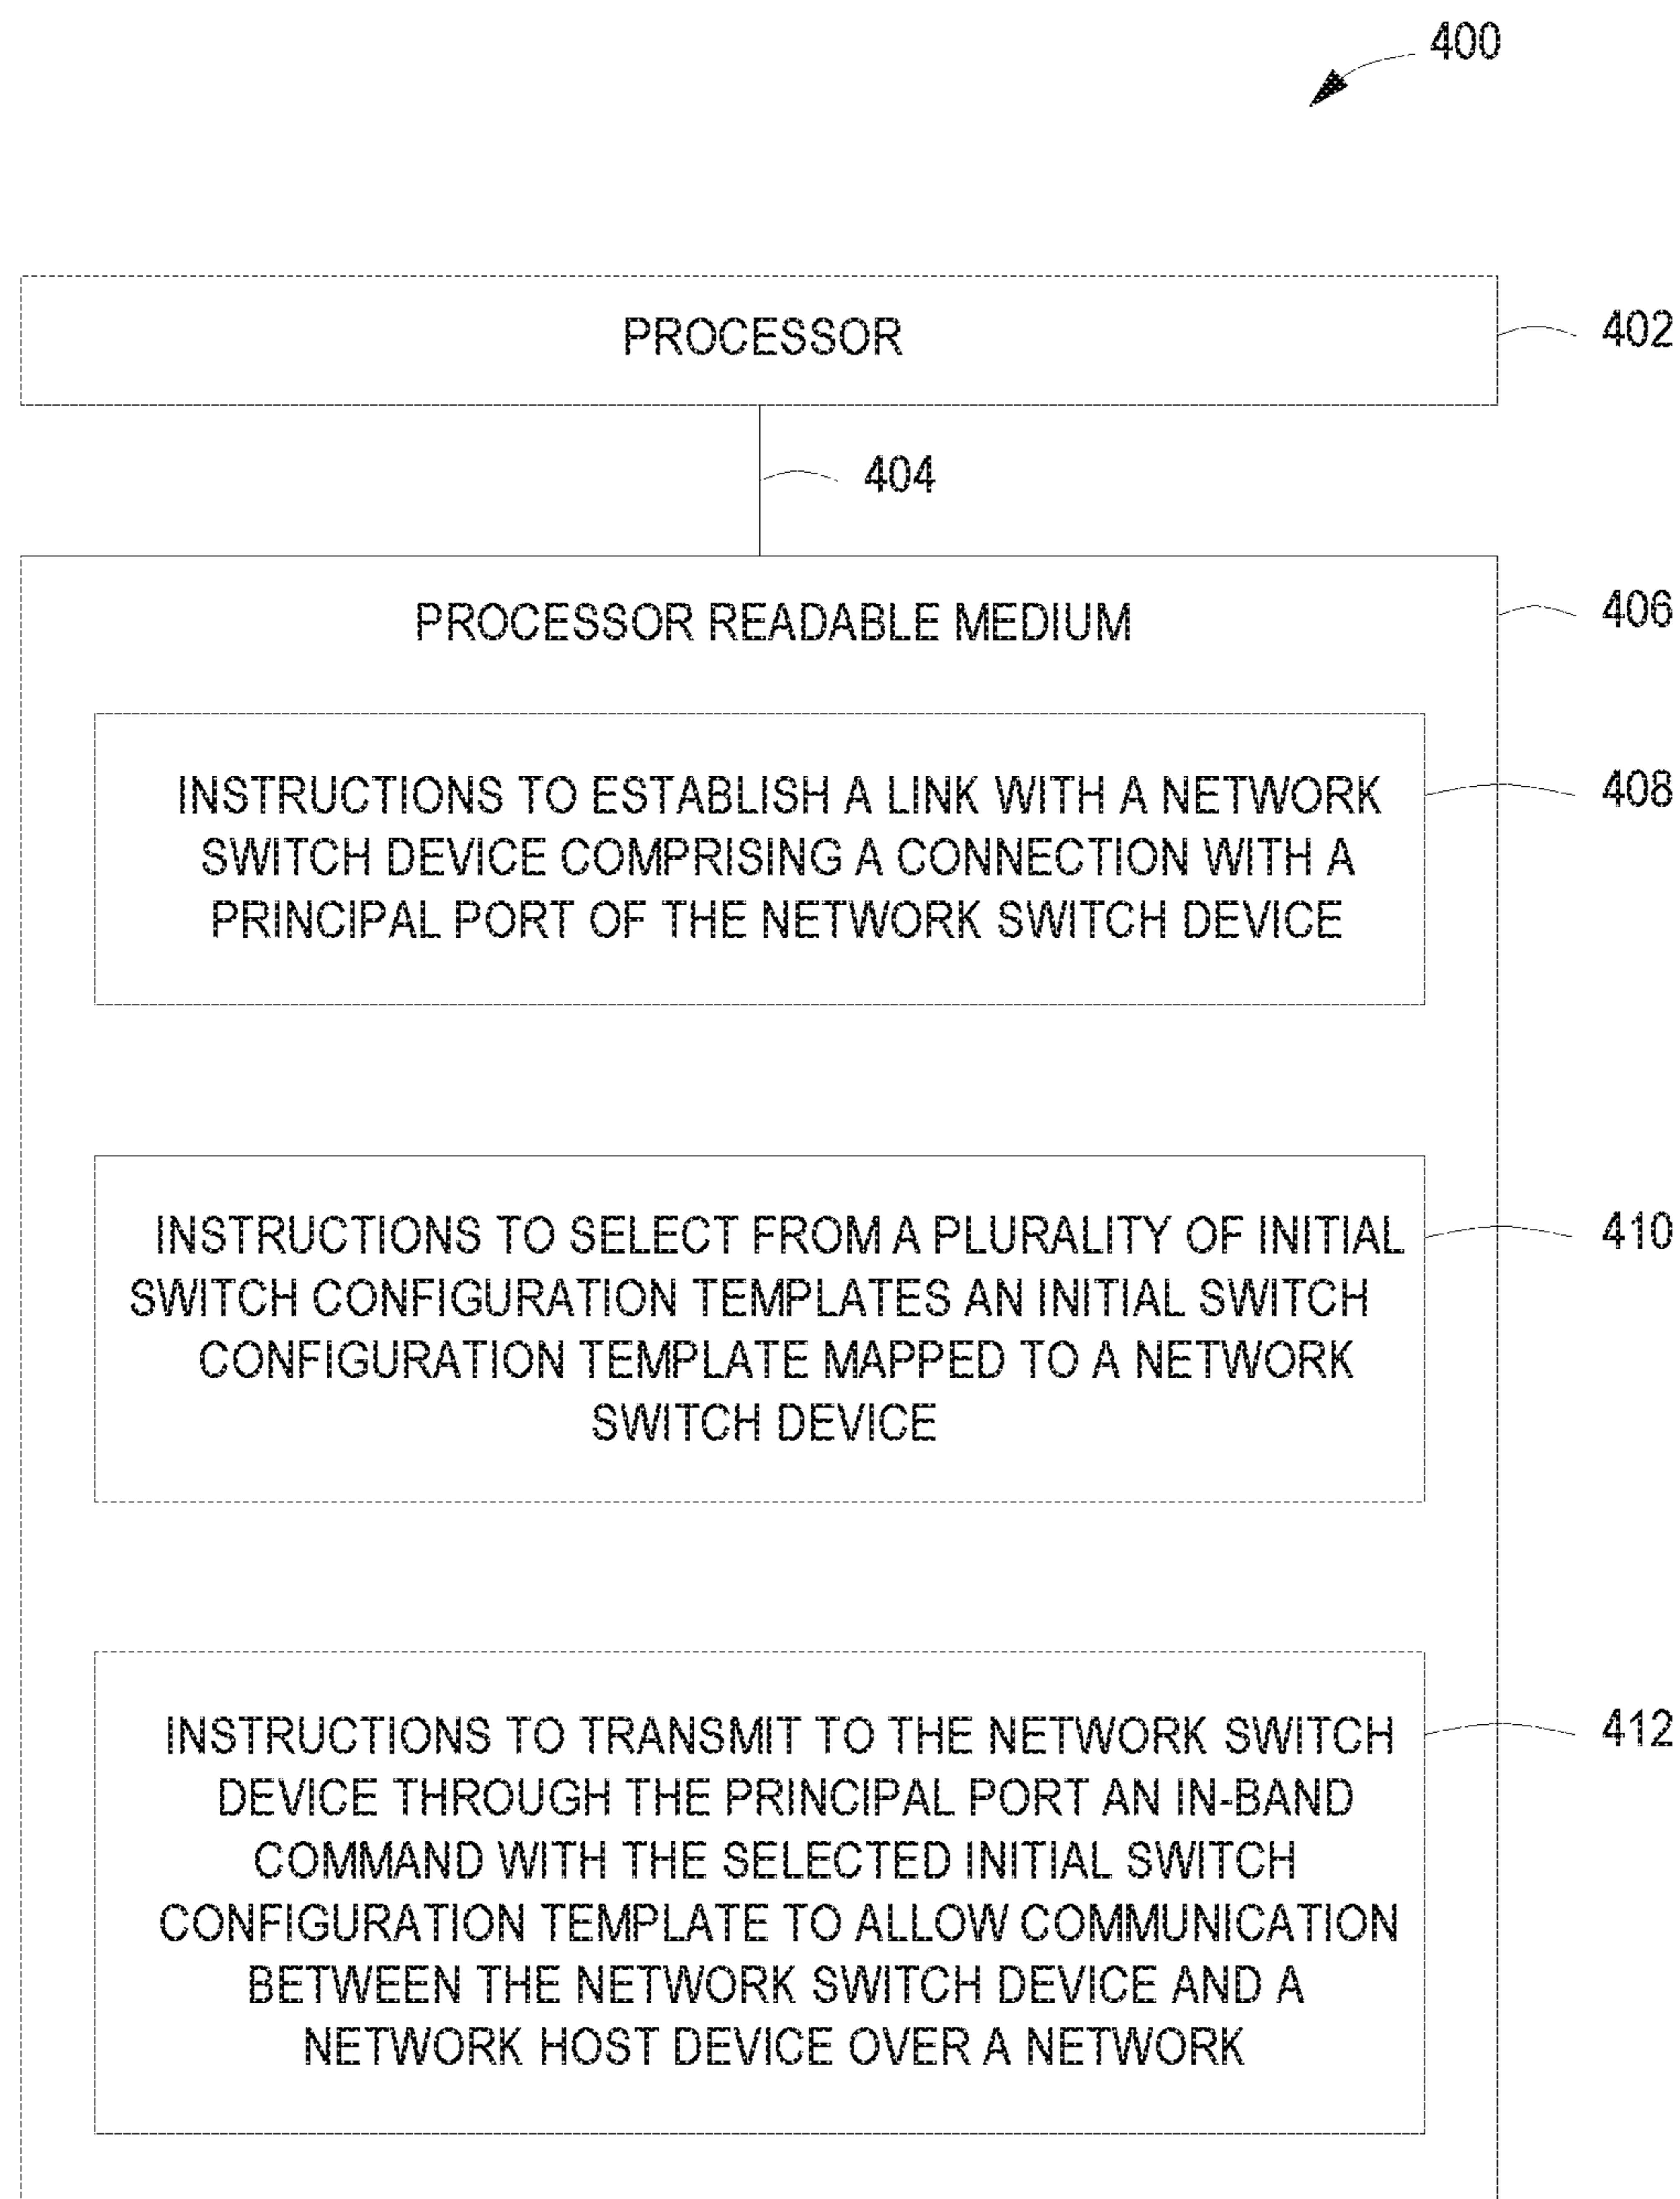 400
PROCESSOR
402
404
PROCESSOR READABLE MEDIUM
406
INSTRUCTIONS TO ESTABLISH A LINK WITH A NETWORK
SWITCH DEVICE COMPRISING A CONNECTION WITH A
PRINCIPAL PORT OF THE NETWORK SWITCH DEVICE
408
INSTRUCTIONS TO SELECT FROM A PLURALITY OF INITIAL
SWITCH CONFIGURATION TEMPLATES AN INITIAL SWITCH
CONFIGURATION TEMPLATE MAPPED TO A NETWORK
SWITCH DEVICE
410
INSTRUCTIONS TO TRANSMIT TO THE NETWORK SWITCH
DEVICE THROUGH THE PRINCIPAL PORT AN IN-BAND
COMMAND WITH THE SELECTED INITIAL SWITCH
CONFIGURATION TEMPLATE TO ALLOW COMMUNICATION
BETWEEN THE NETWORK SWITCH DEVICE AND A
NETWORK HOST DEVICE OVER A NETWORK
412